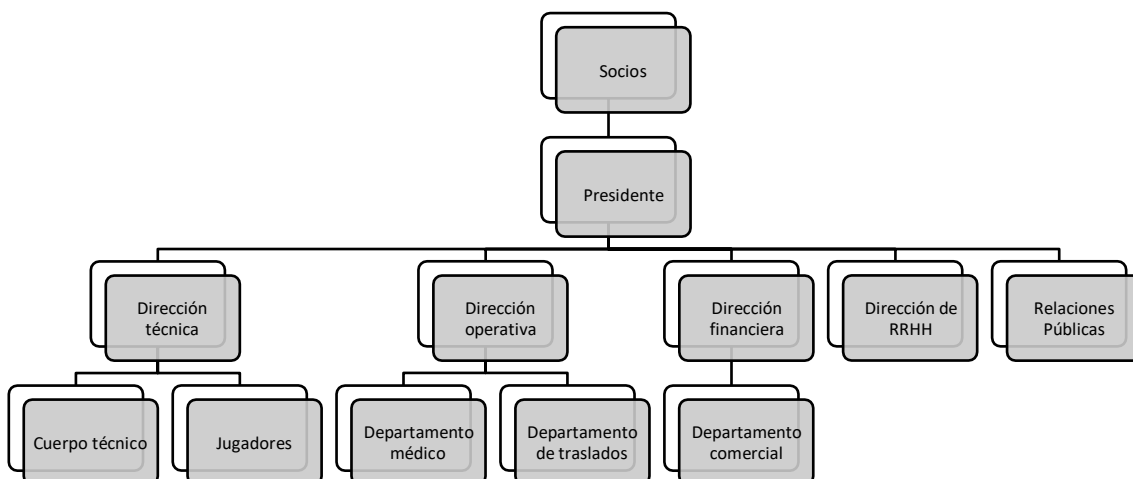 Socios
Presidente
Dirección
técnica
Dirección
operativa
Dirección
financiera
Dirección de
RRHH
Relaciones
Públicas
Cuerpo técnico
Jugadores
Departamento
médico
Departamento
de traslados
Departamento
comercial